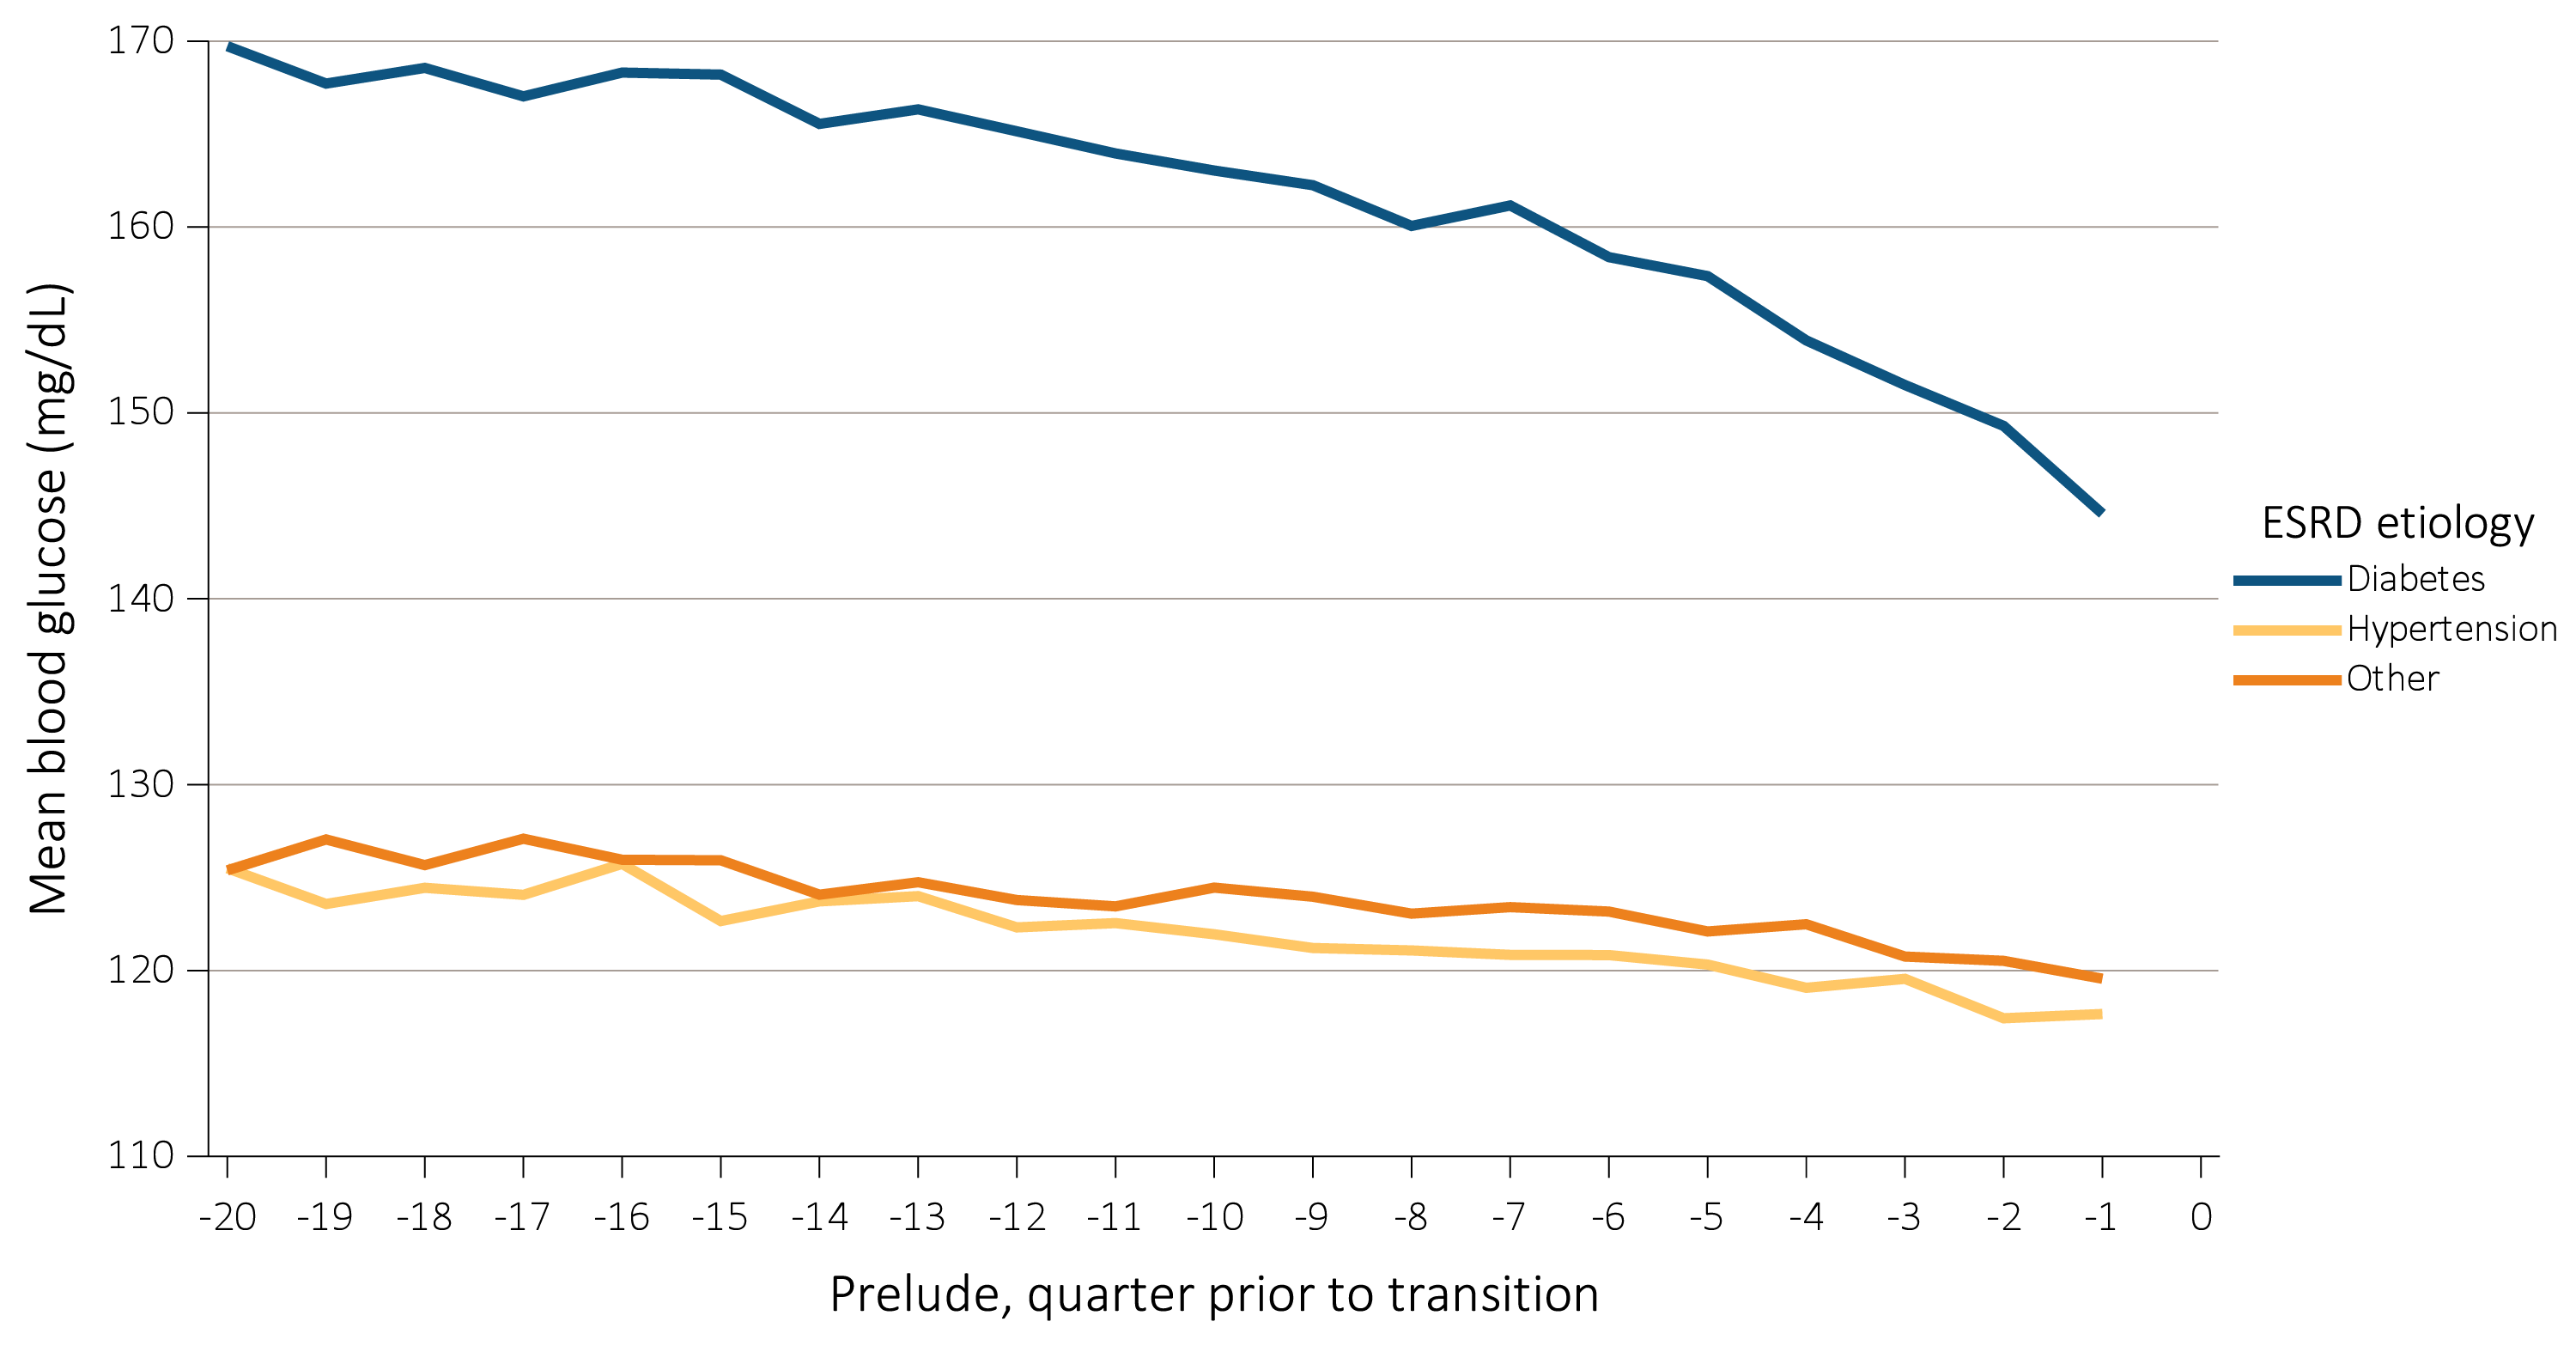 Mean blood glucose (mg/dL)
170
160
150
140
130
120
110
-20 -19 -18 -17 -16 -15 -14 -13 -12 -11 -10 -9 -8 -7 -6 -5 -4 -3 -2 -1 0
Prelude, quarter prior to transition
ESRD etiology
Diabetes
Hypertension
Other